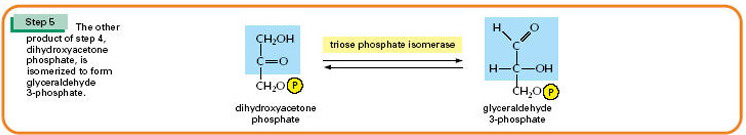 Step 5
The other
product of step 4,
dihydroxyacetone
phosphate, is
isomerized to form
glyceraldehyde
3-phosphate.
CH₂OH
C=O
CH₂O P
dihydroxyacetone
phosphate
triose phosphate isomerase
H O
C
H—C—OH
CH₂O P
glyceraldehyde
3-phosphate